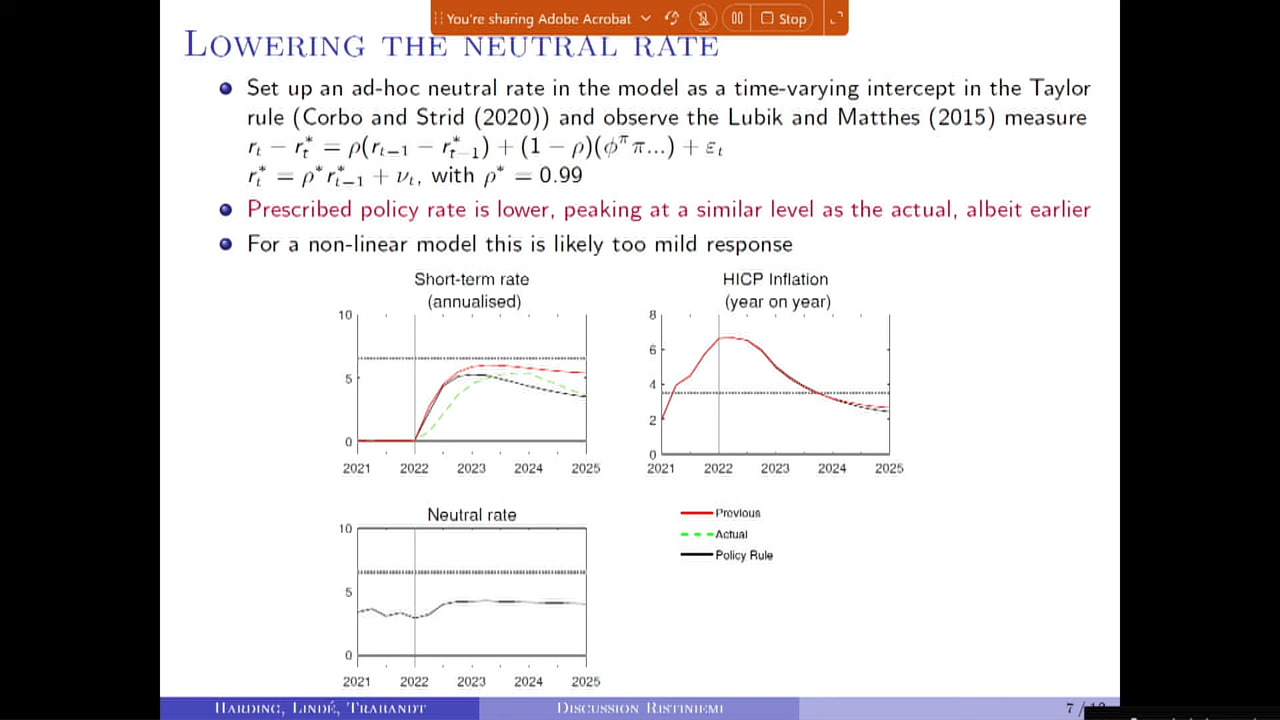 You're sharing Adobe Acrobat
Stop
LOWERING THE NEUTRAL RATE
Set up an ad-hoc neutral rate in the model as a time-varying intercept in the Taylor
rule (Corbo and Strid (2020)) and observe the Lubik and Matthes (2015) measure
r_t − r*_t = ρ(r_{t−1} − r*_{t−1}) + (1 − ρ)(ϕ^π π...) + ε_t
r*_t = ρ* r*_{t−1} + ν_t, with ρ* = 0.99
Prescribed policy rate is lower, peaking at a similar level as the actual, albeit earlier
For a non-linear model this is likely too mild response
Short-term rate
(annualised)
10
5
0
2021 2022 2023 2024 2025
HICP Inflation
(year on year)
8
6
4
2
0
2021 2022 2023 2024 2025
Neutral rate
10
5
0
2021 2022 2023 2024 2025
Previous
Actual
Policy Rule
HARDING, LINDÉ, TRABANDT
DISCUSSION RISTINIEMI
7 /